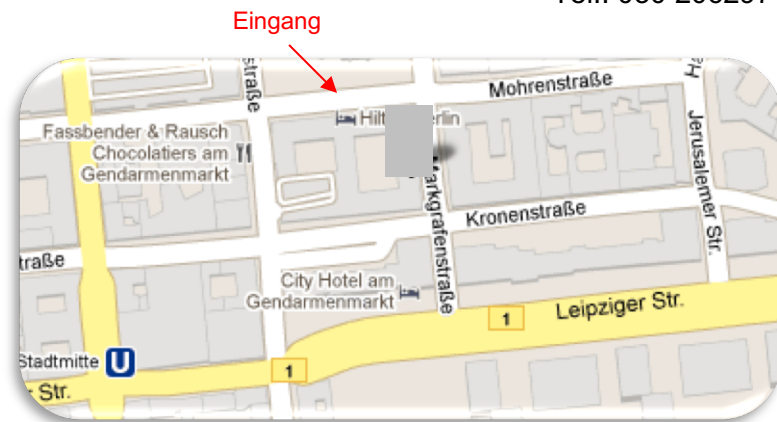 Eingang
straße
Mohrenstraße
Fassbender & Rausch
Chocolatiers am
Gendarmenmarkt
Jerusalemer Str.
Kronenstraße
traße
City Hotel am
Gendarmenmarkt
Leipziger Str.
1
Stadtmitte U
1
Str.